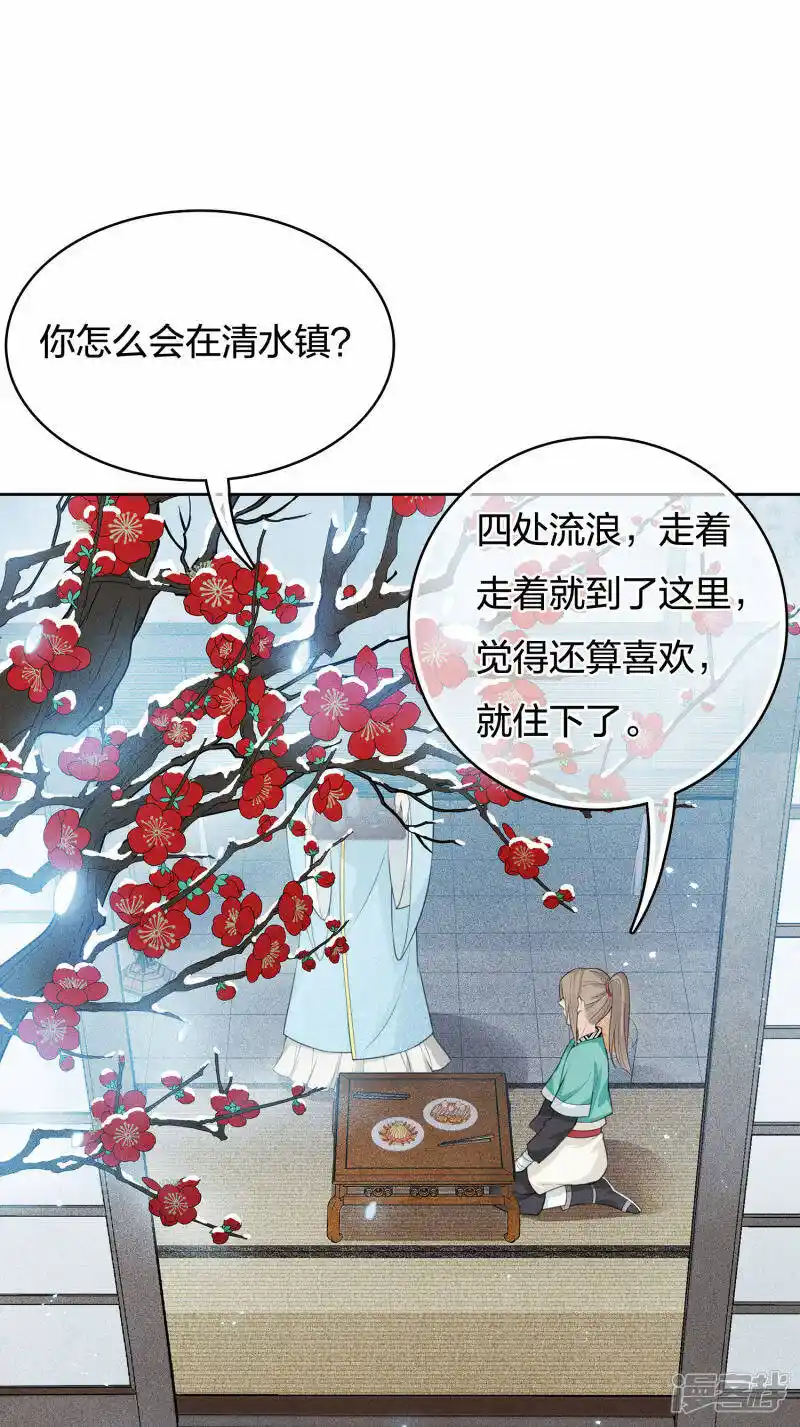 你怎么会在清水镇？
四处流浪，走着
走着就到了这里，
觉得还算喜欢，
就住下了。
漫客栈